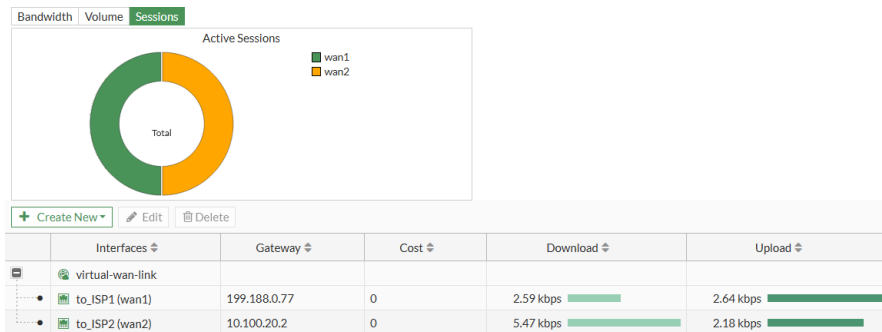 Bandwidth Volume Sessions
Active Sessions
wan1
wan2
Total
Create New Edit Delete
Interfaces Gateway Cost Download Upload
virtual-wan-link
to_ISP1 (wan1) 199.188.0.77 0 2.59 kbps 2.64 kbps
to_ISP2 (wan2) 10.100.20.2 0 5.47 kbps 2.18 kbps